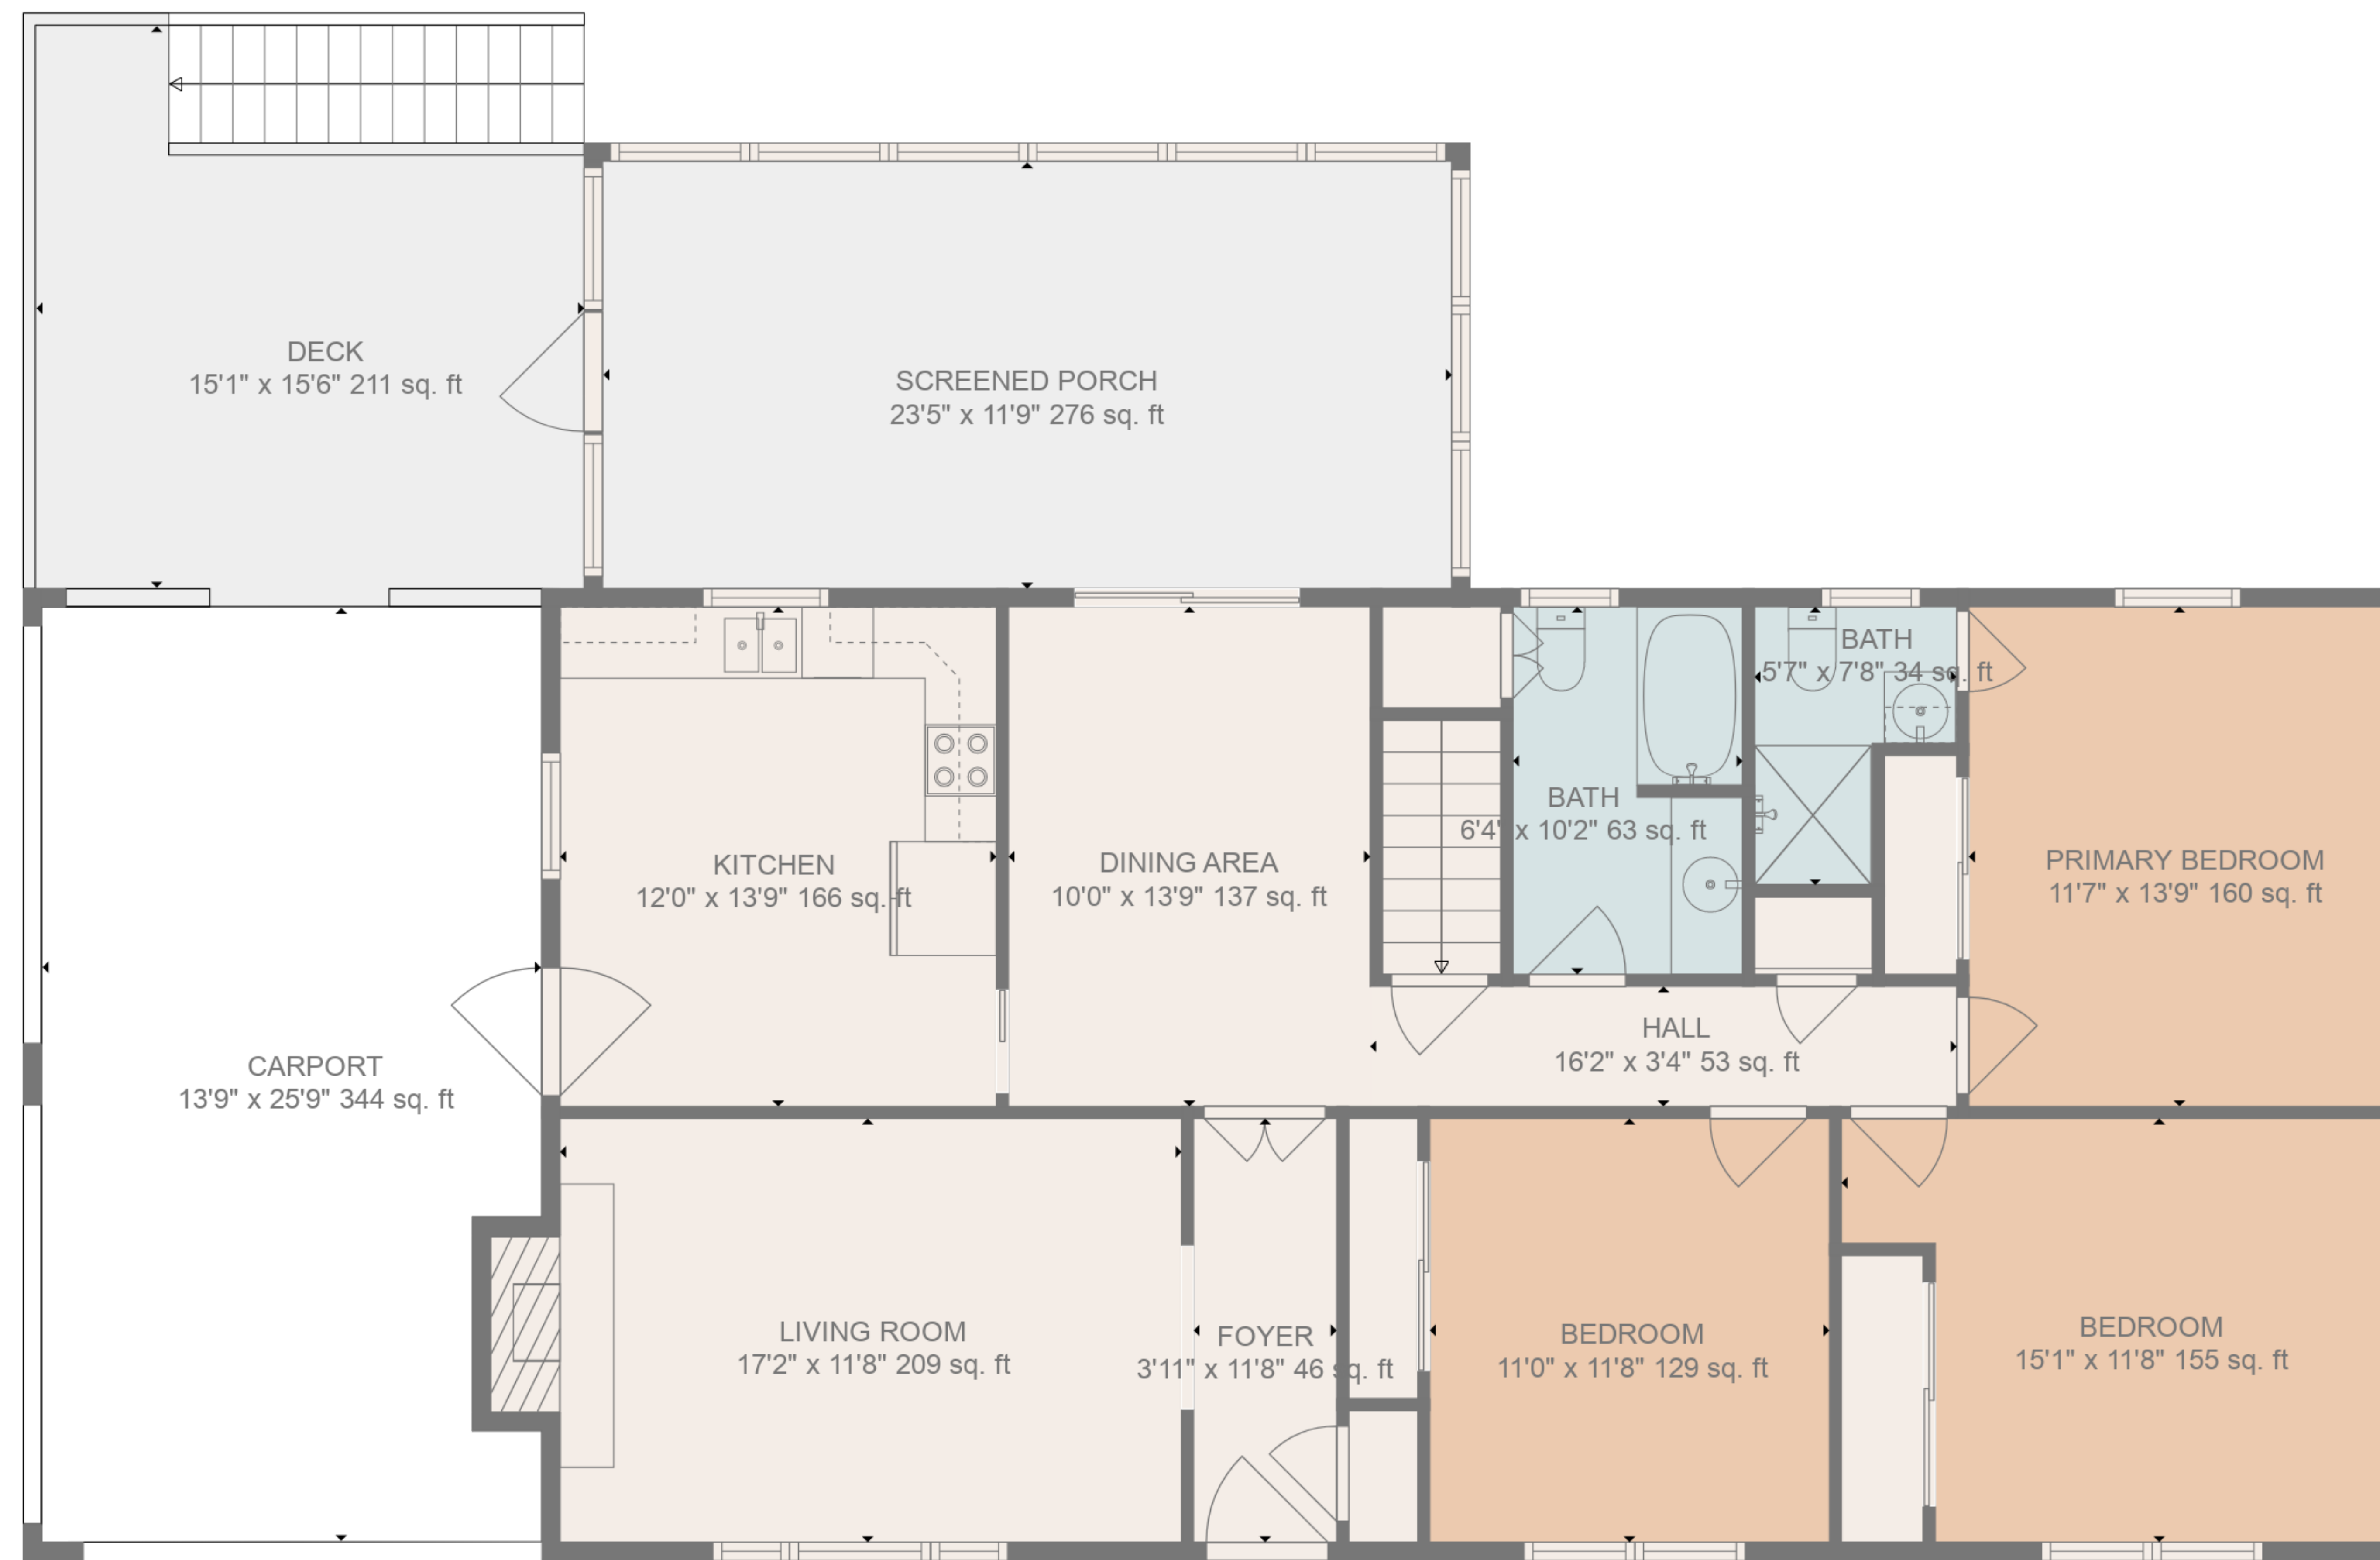 DECK
15'1" x 15'6" 211 sq. ft
SCREENED PORCH
23'5" x 11'9" 276 sq. ft
BATH
5'7" x 7'8" 34 sq. ft
BATH
6'4" x 10'2" 63 sq. ft
KITCHEN
12'0" x 13'9" 166 sq. ft
DINING AREA
10'0" x 13'9" 137 sq. ft
PRIMARY BEDROOM
11'7" x 13'9" 160 sq. ft
HALL
16'2" x 3'4" 53 sq. ft
CARPORT
13'9" x 25'9" 344 sq. ft
LIVING ROOM
17'2" x 11'8" 209 sq. ft
FOYER
3'11" x 11'8" 46 sq. ft
BEDROOM
11'0" x 11'8" 129 sq. ft
BEDROOM
15'1" x 11'8" 155 sq. ft